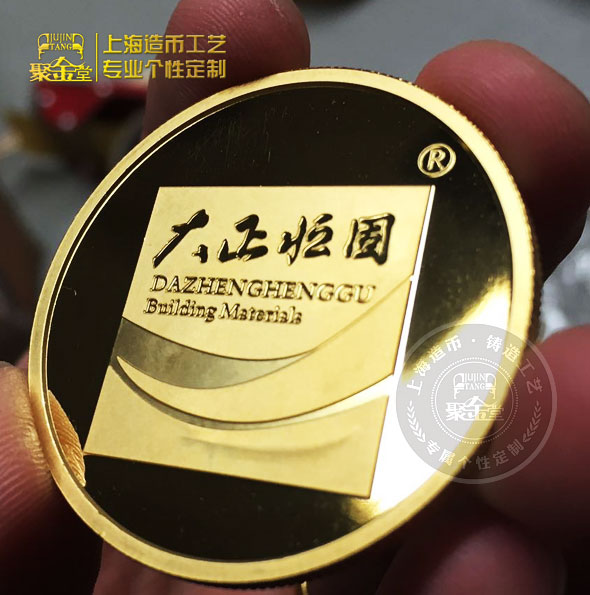 JUJIN
TANG
聚金堂
上海造币工艺
专业个性定制
®
大正恒固
DAZHENGHENGGU
Building Materials
上海造币·铸造工艺
JUJIN
TANG
聚金堂
专属个性定制